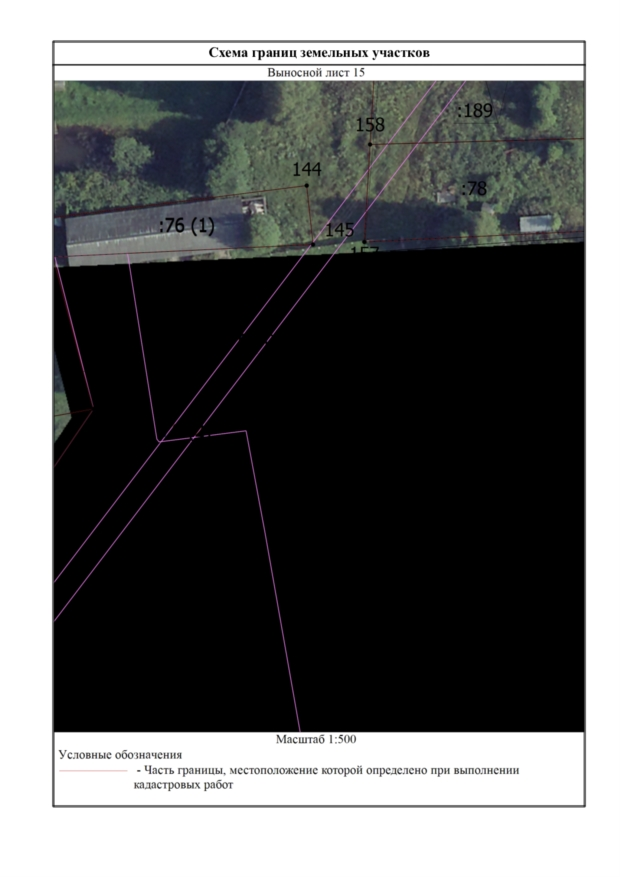 Схема границ земельных участков
Выносной лист 15
:189
158
144
:78
:76 (1)
145
157
Масштаб 1:500
Условные обозначения
- Часть границы, местоположение которой определено при выполнении
кадастровых работ